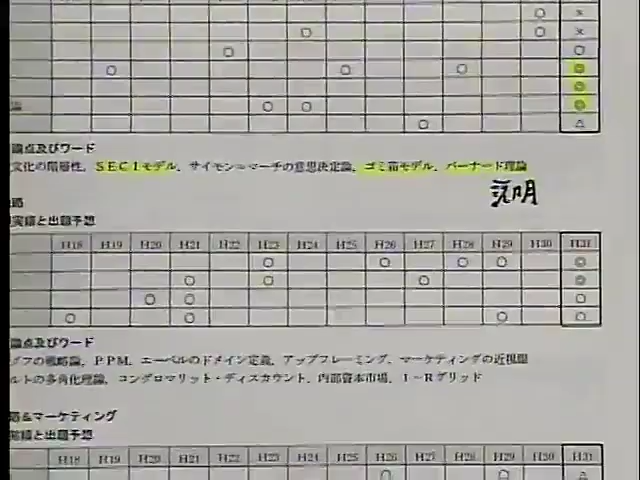 ○ ×
○ ○ ×
○ ○
○ ○ ○ ◎
◎
論 ○ ○ ◎
○ △
論点及びワード
文化の階層性、SECIモデル、サイモン＝マーチの意思決定論、ゴミ箱モデル、バーナード理論
説明
実績と出題予想
H18 H19 H20 H21 H22 H23 H24 H25 H26 H27 H28 H29 H30 H31
○ ○ ○ ○ ◎
○ ○ ○ ◎
○ ○ ○
○ ○ ○ ○
論点及びワード
ゾフの戦略論、PPM、エーベルのドメイン定義、アップフレーミング、マーケティングの近視眼
ルトの多角化理論、コングロマリット・ディスカウント、内部資本市場、I－Rグリッド
＆マーケティング
実績と出題予想
H18 H19 H20 H21 H22 H23 H24 H25 H26 H27 H28 H29 H30 H31
○ ○ △